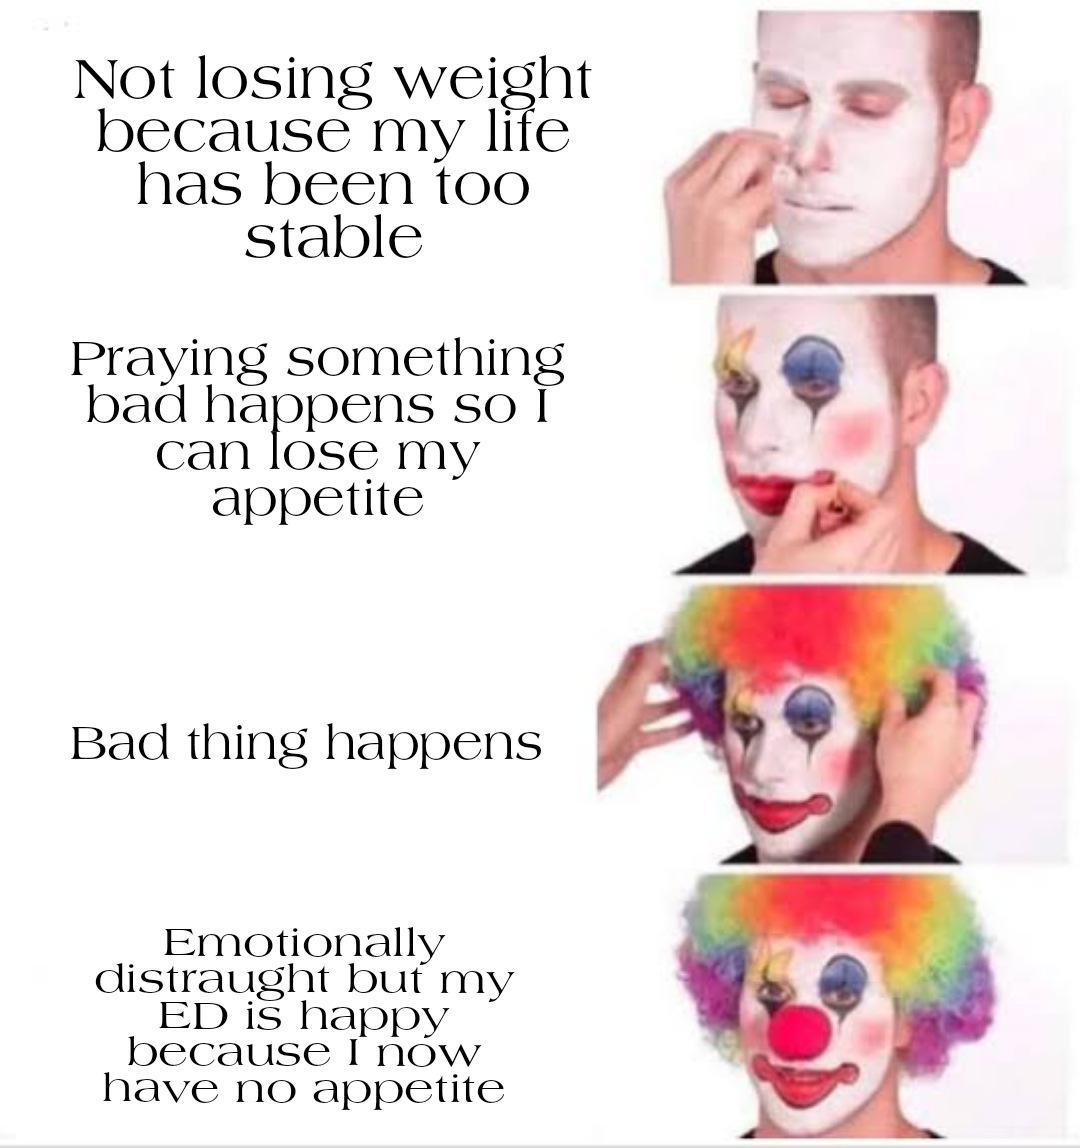 Not losing weight
because my life
has been too
stable
Praying something
bad happens so I
can lose my
appetite
Bad thing happens
Emotionally
distraught but my
ED is happy
because I now
have no appetite